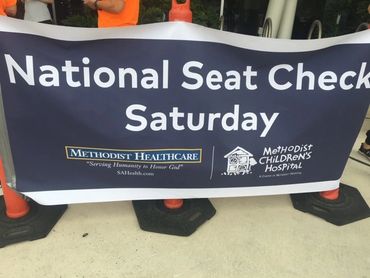 National Seat Check
Saturday
METHODIST HEALTHCARE
"Serving Humanity to Honor God"
SAHealth.com
METHODIST
CHILDREN'S
HOSPITAL